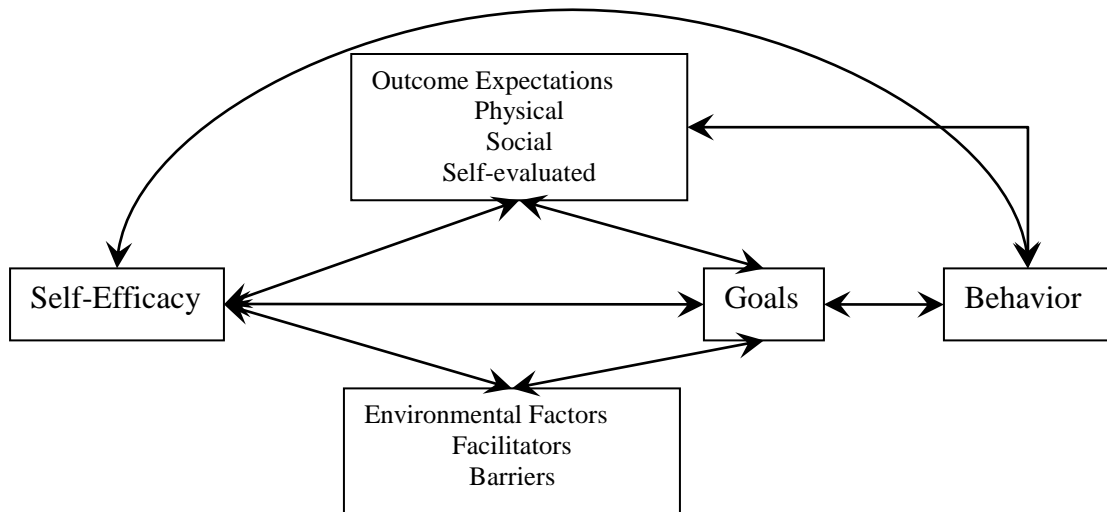 Outcome Expectations
Physical
Social
Self-evaluated
Self-Efficacy
Goals
Behavior
Environmental Factors
Facilitators
Barriers